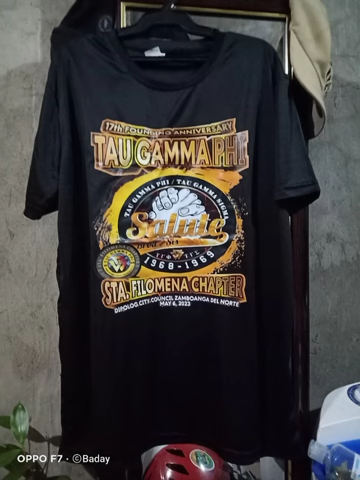 17th FOUNDING ANNIVERSARY
TAU GAMMA PHI
TAU GAMMA PHI / TAU GAMMA SIGMA
Salute
1968-1969
STA. FILOMENA CHAPTER
DIPOLOG.CITY.COUNCIL ZAMBOANGA DEL NORTE
MAY 6, 2023
OPPO F7 · ©Baday